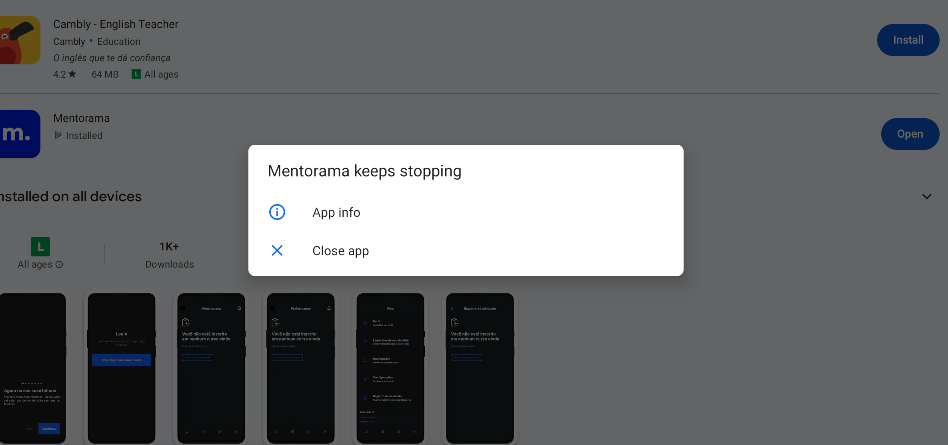 Cambly - English Teacher
Cambly • Education
O inglês que te dá confiança
4.2★ 64 MB L All ages
Install
m.
Mentorama
Installed
Open
Mentorama keeps stopping
App info
Close app
nstalled on all devices
L
All ages
1K+
Downloads
Login
Você não está inscrito
em nenhum curso ainda
Você não está inscrito
em nenhum curso ainda
Você não está inscrito
em nenhum curso ainda